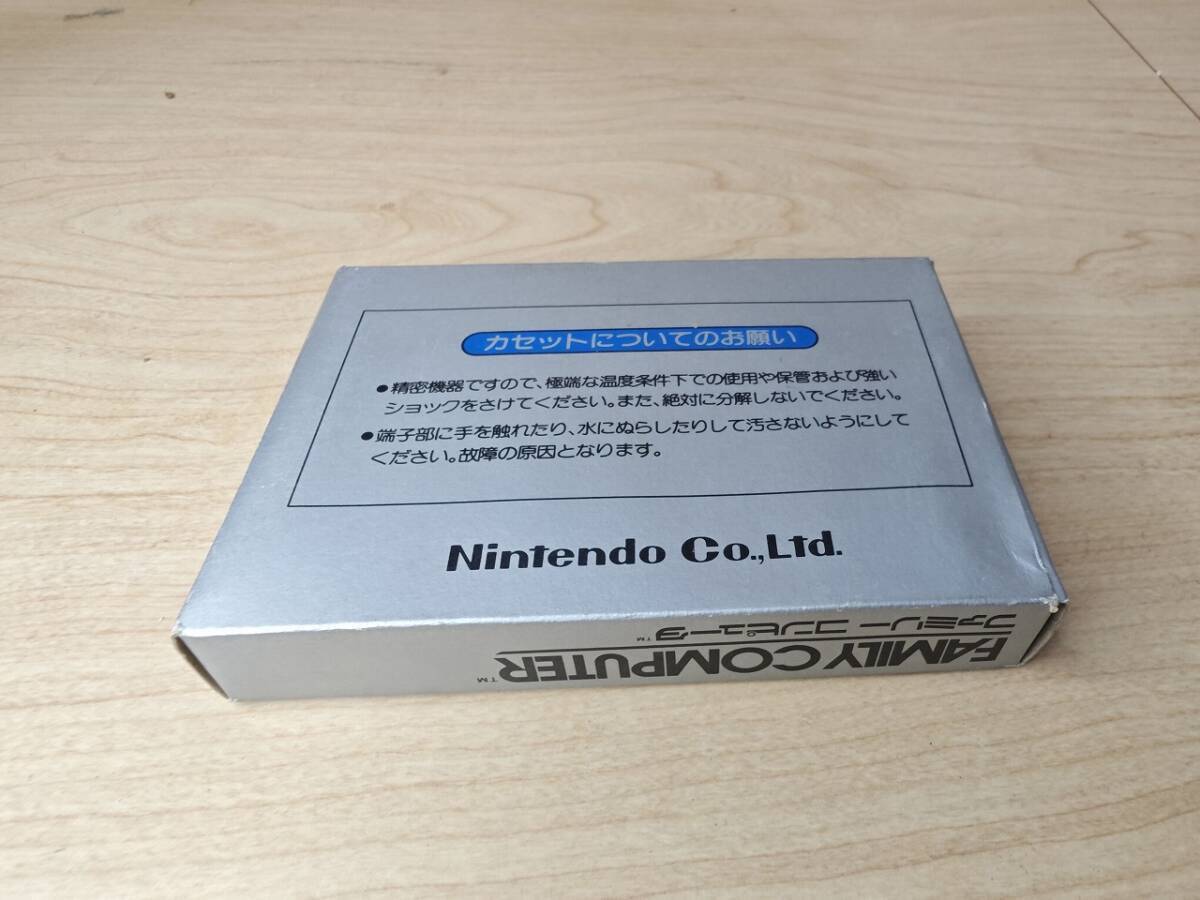 カセットについてのお願い
●精密機器ですので、極端な温度条件下での使用や保管および強い
ショックをさけてください。また、絶対に分解しないでください。
●端子部に手を触れたり、水にぬらしたりして汚さないようにして
ください。故障の原因となります。
Nintendo Co.,Ltd.
FAMILY COMPUTER™
ファミリー コンピュータ™